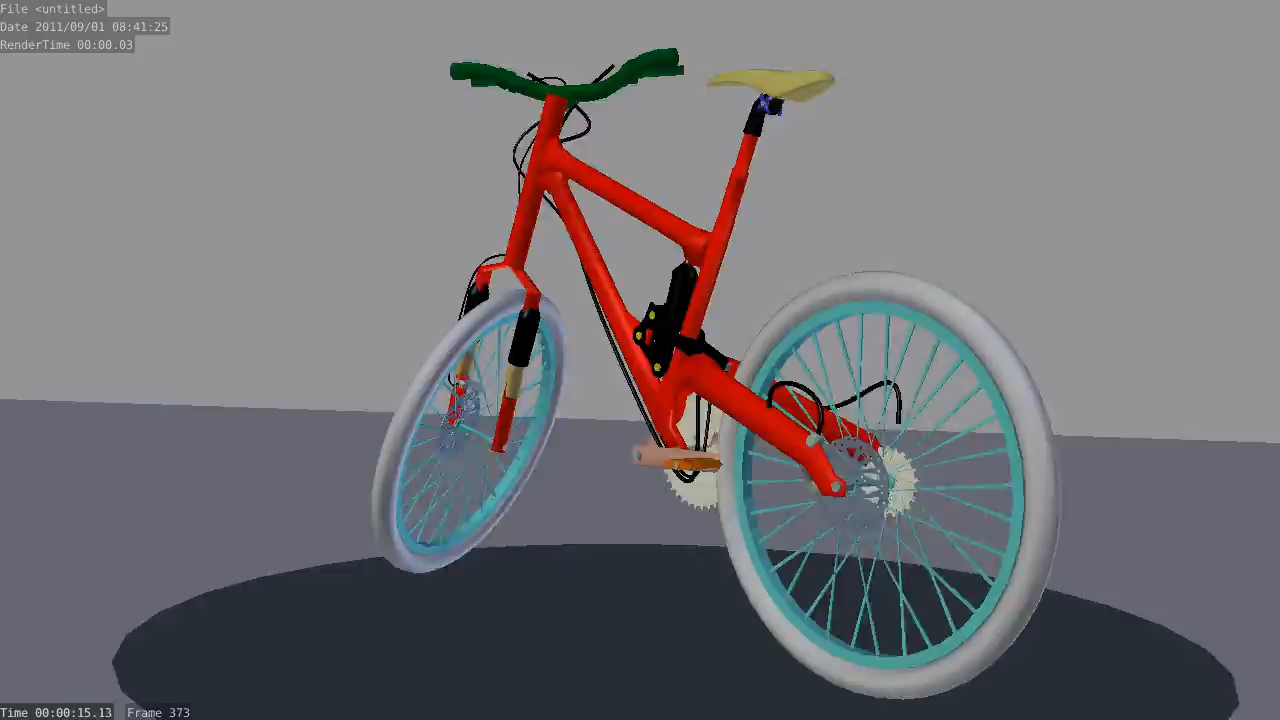 File <untitled>
Date 2011/09/01 08:41:25
RenderTime 00:00.03
Time 00:00:15.13 Frame 373